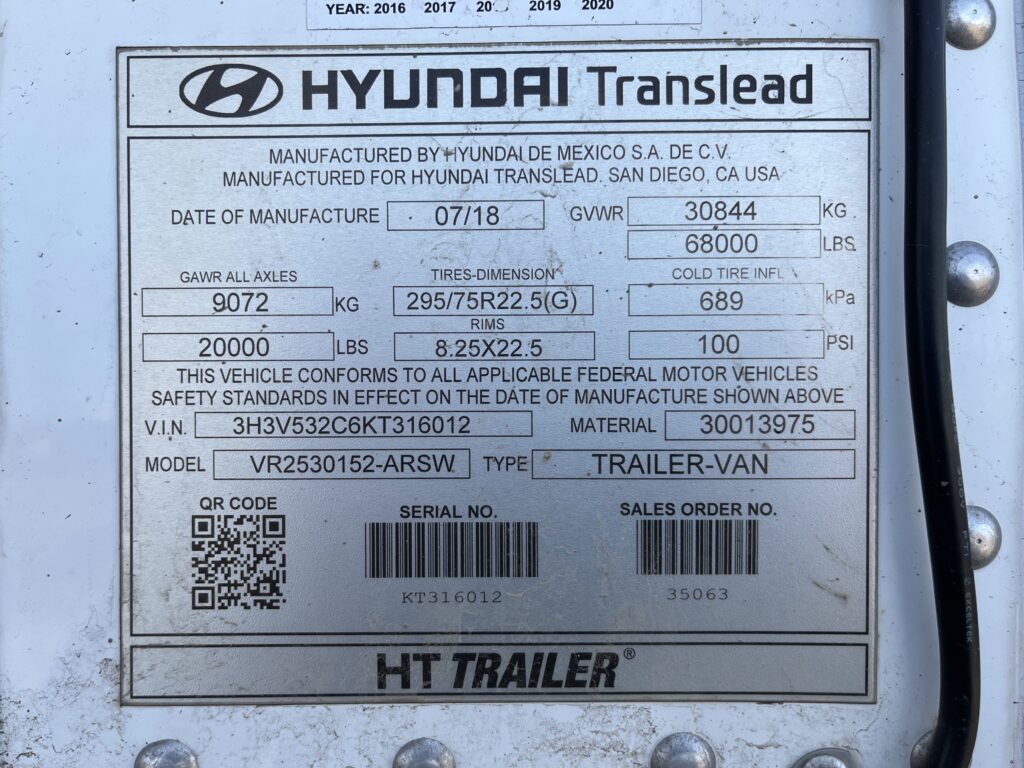 YEAR: 2016 2017 2019 2020
HYUNDAI Translead
MANUFACTURED BY HYUNDAI DE MEXICO S.A. DE C.V.
MANUFACTURED FOR HYUNDAI TRANSLEAD. SAN DIEGO, CA USA
DATE OF MANUFACTURE 07/18 GVWR 30844 KG
68000 LBS
GAWR ALL AXLES TIRES-DIMENSION COLD TIRE INFL
9072 KG 295/75R22.5(G) 689 kPa
RIMS
20000 LBS 8.25X22.5 100 PSI
THIS VEHICLE CONFORMS TO ALL APPLICABLE FEDERAL MOTOR VEHICLES
SAFETY STANDARDS IN EFFECT ON THE DATE OF MANUFACTURE SHOWN ABOVE
V.I.N. 3H3V532C6KT316012 MATERIAL 30013975
MODEL VR2530152-ARSW TYPE TRAILER-VAN
QR CODE SERIAL NO. SALES ORDER NO.
KT316012 35063
HT TRAILER®
EXCELTEK